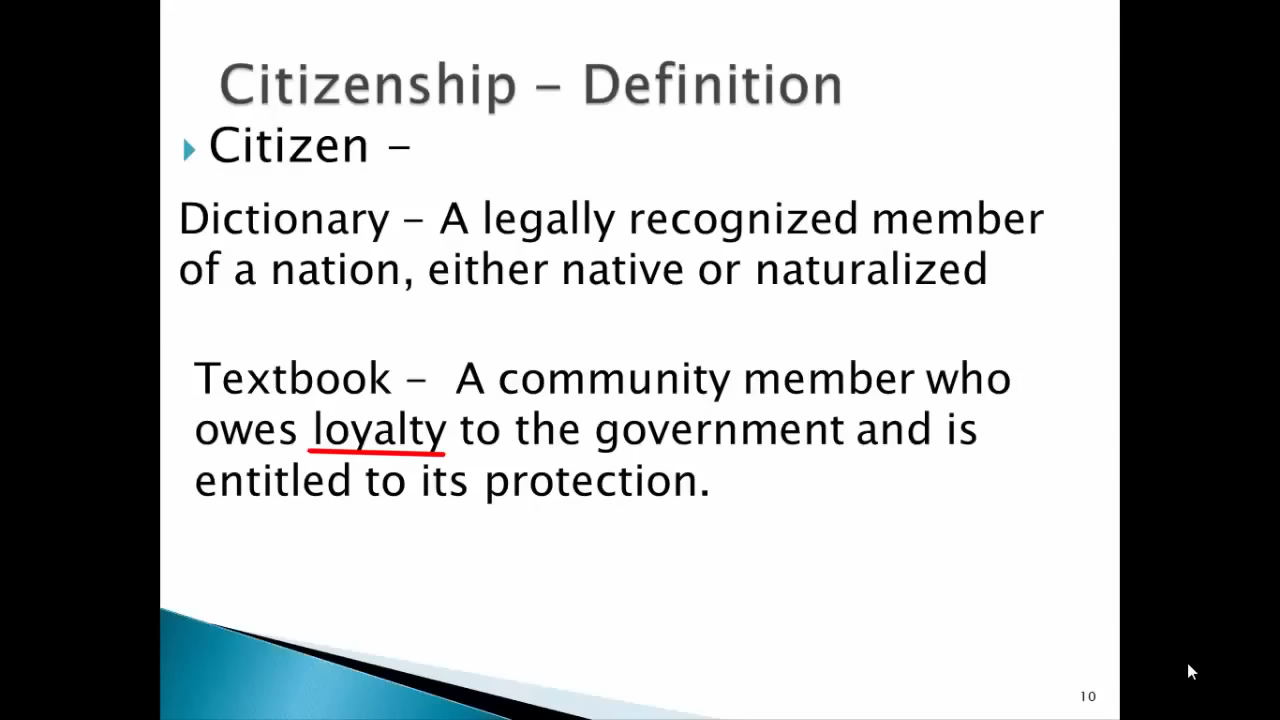 Citizenship – Definition
Citizen –
Dictionary – A legally recognized member
of a nation, either native or naturalized
Textbook – A community member who
owes loyalty to the government and is
entitled to its protection.
10